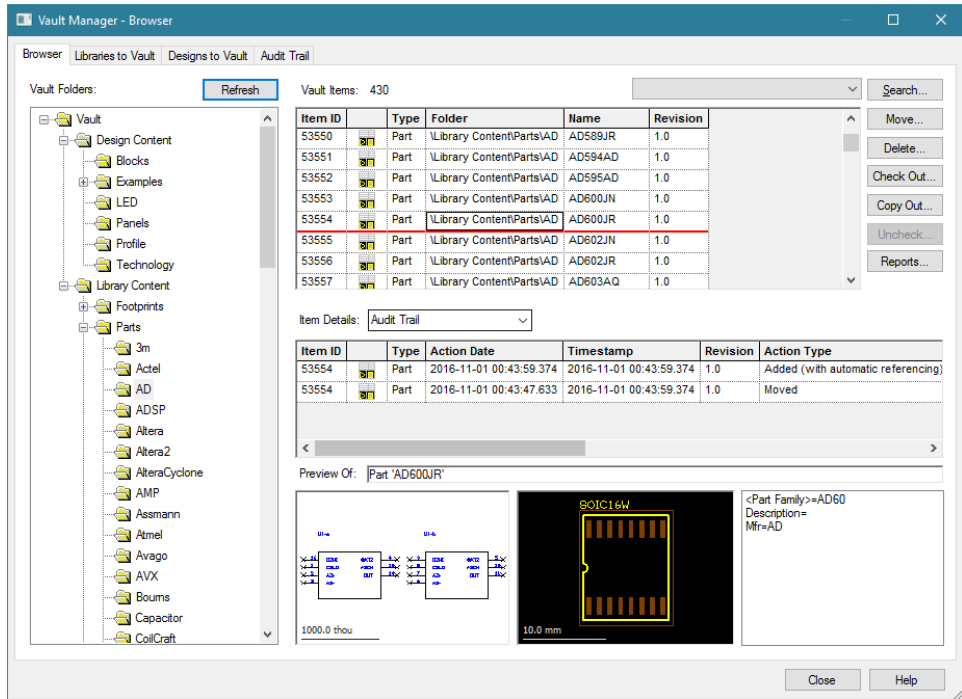 Vault Manager - Browser
Browser Libraries to Vault Designs to Vault Audit Trail
Vault Folders: Refresh
Vault
Design Content
Blocks
Examples
LED
Panels
Profile
Technology
Library Content
Footprints
Parts
3m
Actel
AD
ADSP
Altera
Altera2
AlteraCyclone
AMP
Assmann
Atmel
Avago
AVX
Bourns
Capacitor
CoilCraft
Vault Items: 430
Search...
Move...
Delete...
Check Out...
Copy Out...
Uncheck...
Reports...
Item ID Type Folder Name Revision
53550 Part \Library Content\Parts\AD AD589JR 1.0
53551 Part \Library Content\Parts\AD AD594AD 1.0
53552 Part \Library Content\Parts\AD AD595AD 1.0
53553 Part \Library Content\Parts\AD AD600JN 1.0
53554 Part \Library Content\Parts\AD AD600JR 1.0
53555 Part \Library Content\Parts\AD AD602JN 1.0
53556 Part \Library Content\Parts\AD AD602JR 1.0
53557 Part \Library Content\Parts\AD AD603AQ 1.0
Item Details: Audit Trail
Item ID Type Action Date Timestamp Revision Action Type
53554 Part 2016-11-01 00:43:59.374 2016-11-01 00:43:59.374 1.0 Added (with automatic referencing)
53554 Part 2016-11-01 00:43:47.633 2016-11-01 00:43:59.374 1.0 Moved
Preview Of: Part 'AD600JR'
U1-a U1-b
1000.0 thou
SOIC16W
10.0 mm
<Part Family>=AD60
Description=
Mfr=AD
Close Help